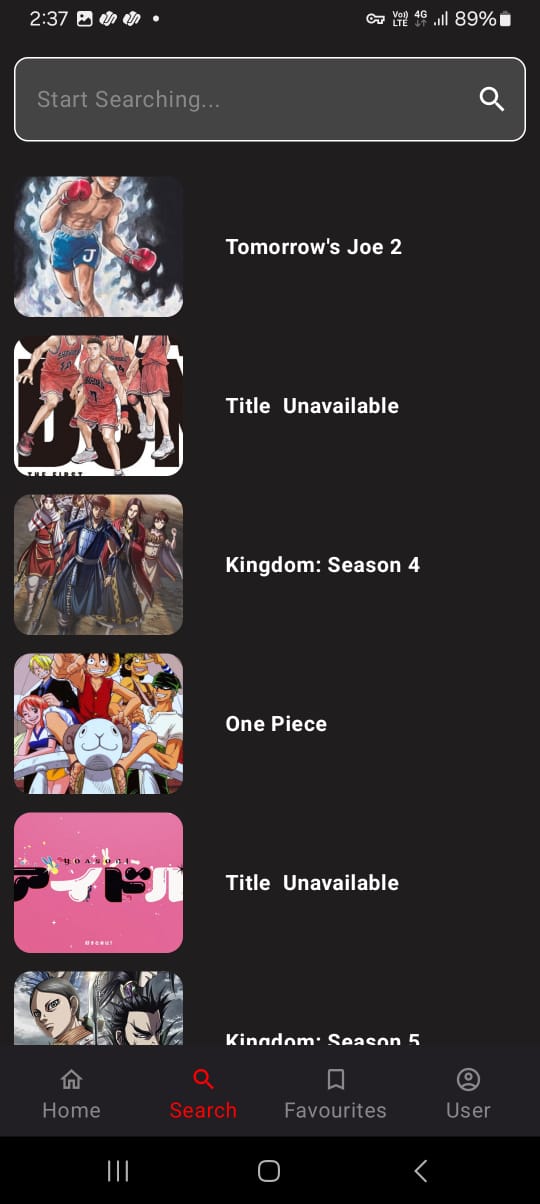 2:37
Vo)) LTE 4G 89%
Start Searching...
J
Tomorrow's Joe 2
THE FIRST
Title  Unavailable
Kingdom: Season 4
One Piece
YOASOBI
アイドル
Title  Unavailable
Kingdom: Season 5
Home Search Favourites User